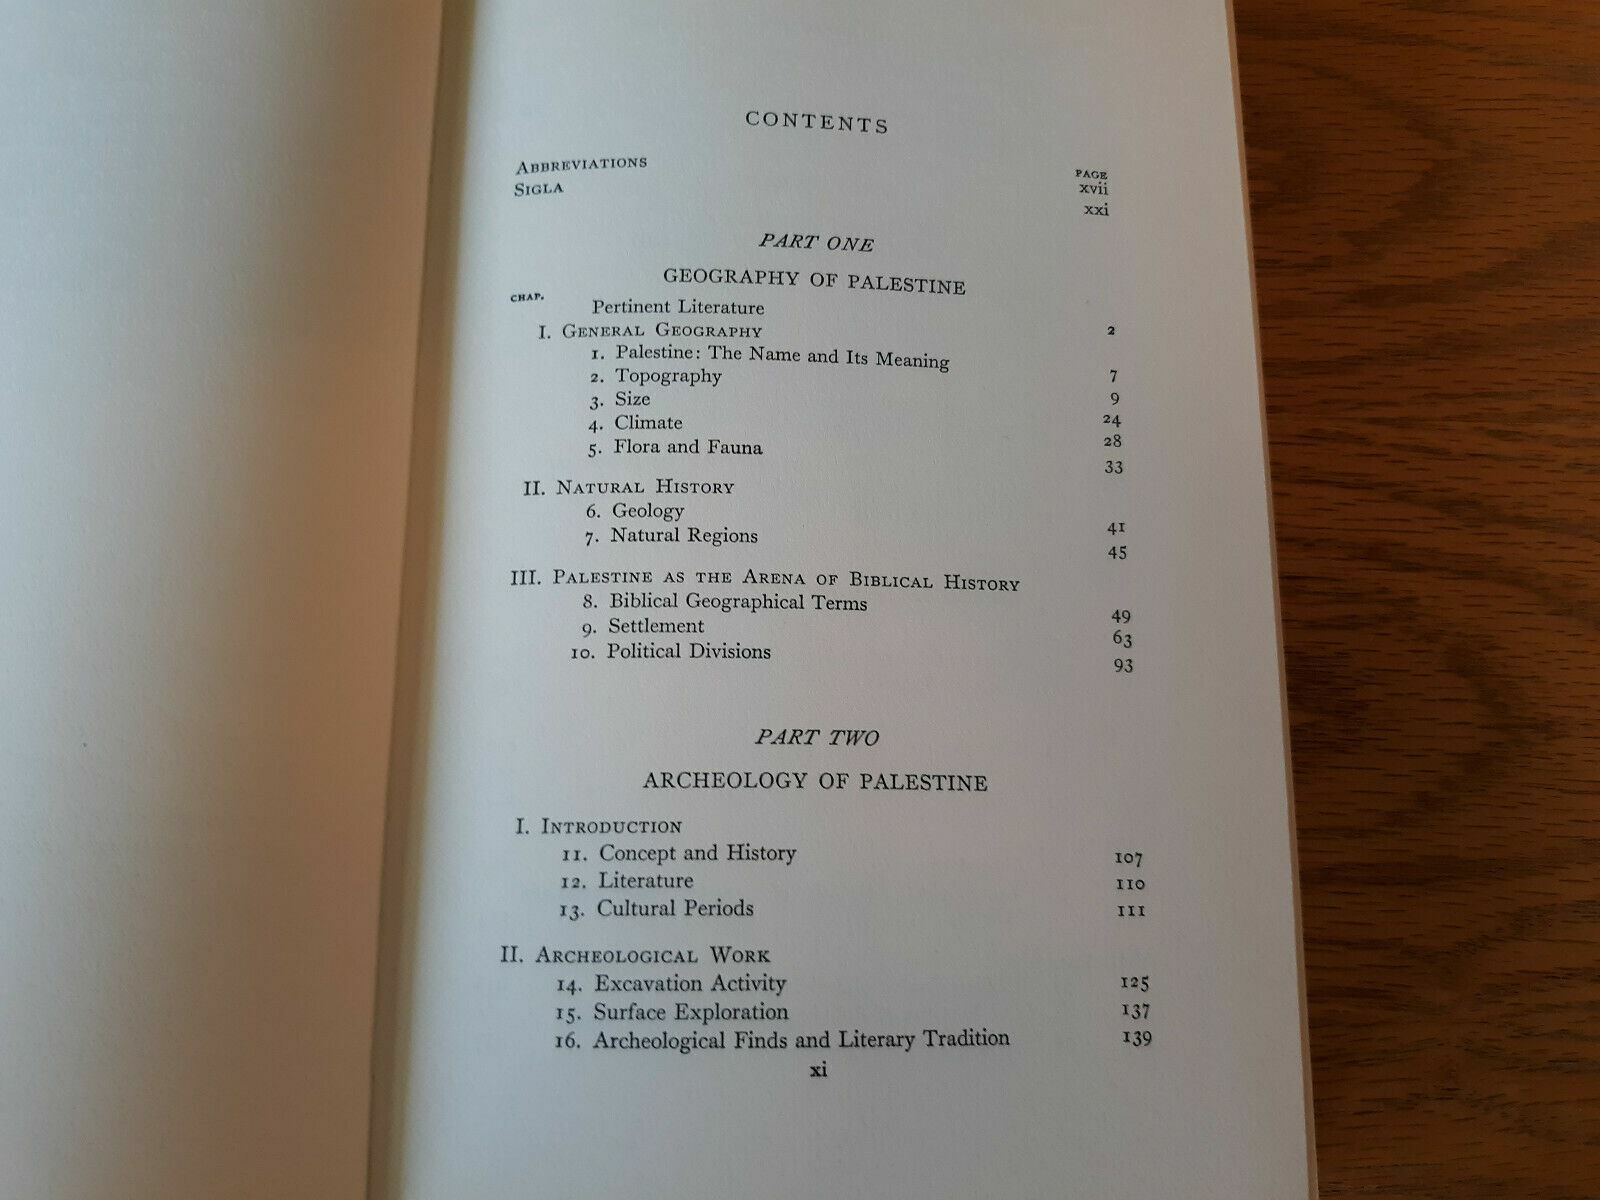 CONTENTS
PAGE
ABBREVIATIONS xvii
SIGLA xxi
PART ONE
GEOGRAPHY OF PALESTINE
CHAP.
Pertinent Literature 2
I. GENERAL GEOGRAPHY
1. Palestine: The Name and Its Meaning 7
2. Topography 9
3. Size 24
4. Climate 28
5. Flora and Fauna 33
II. NATURAL HISTORY
6. Geology 41
7. Natural Regions 45
III. PALESTINE AS THE ARENA OF BIBLICAL HISTORY
8. Biblical Geographical Terms 49
9. Settlement 63
10. Political Divisions 93
PART TWO
ARCHEOLOGY OF PALESTINE
I. INTRODUCTION
11. Concept and History 107
12. Literature 110
13. Cultural Periods 111
II. ARCHEOLOGICAL WORK
14. Excavation Activity 125
15. Surface Exploration 137
16. Archeological Finds and Literary Tradition 139
xi